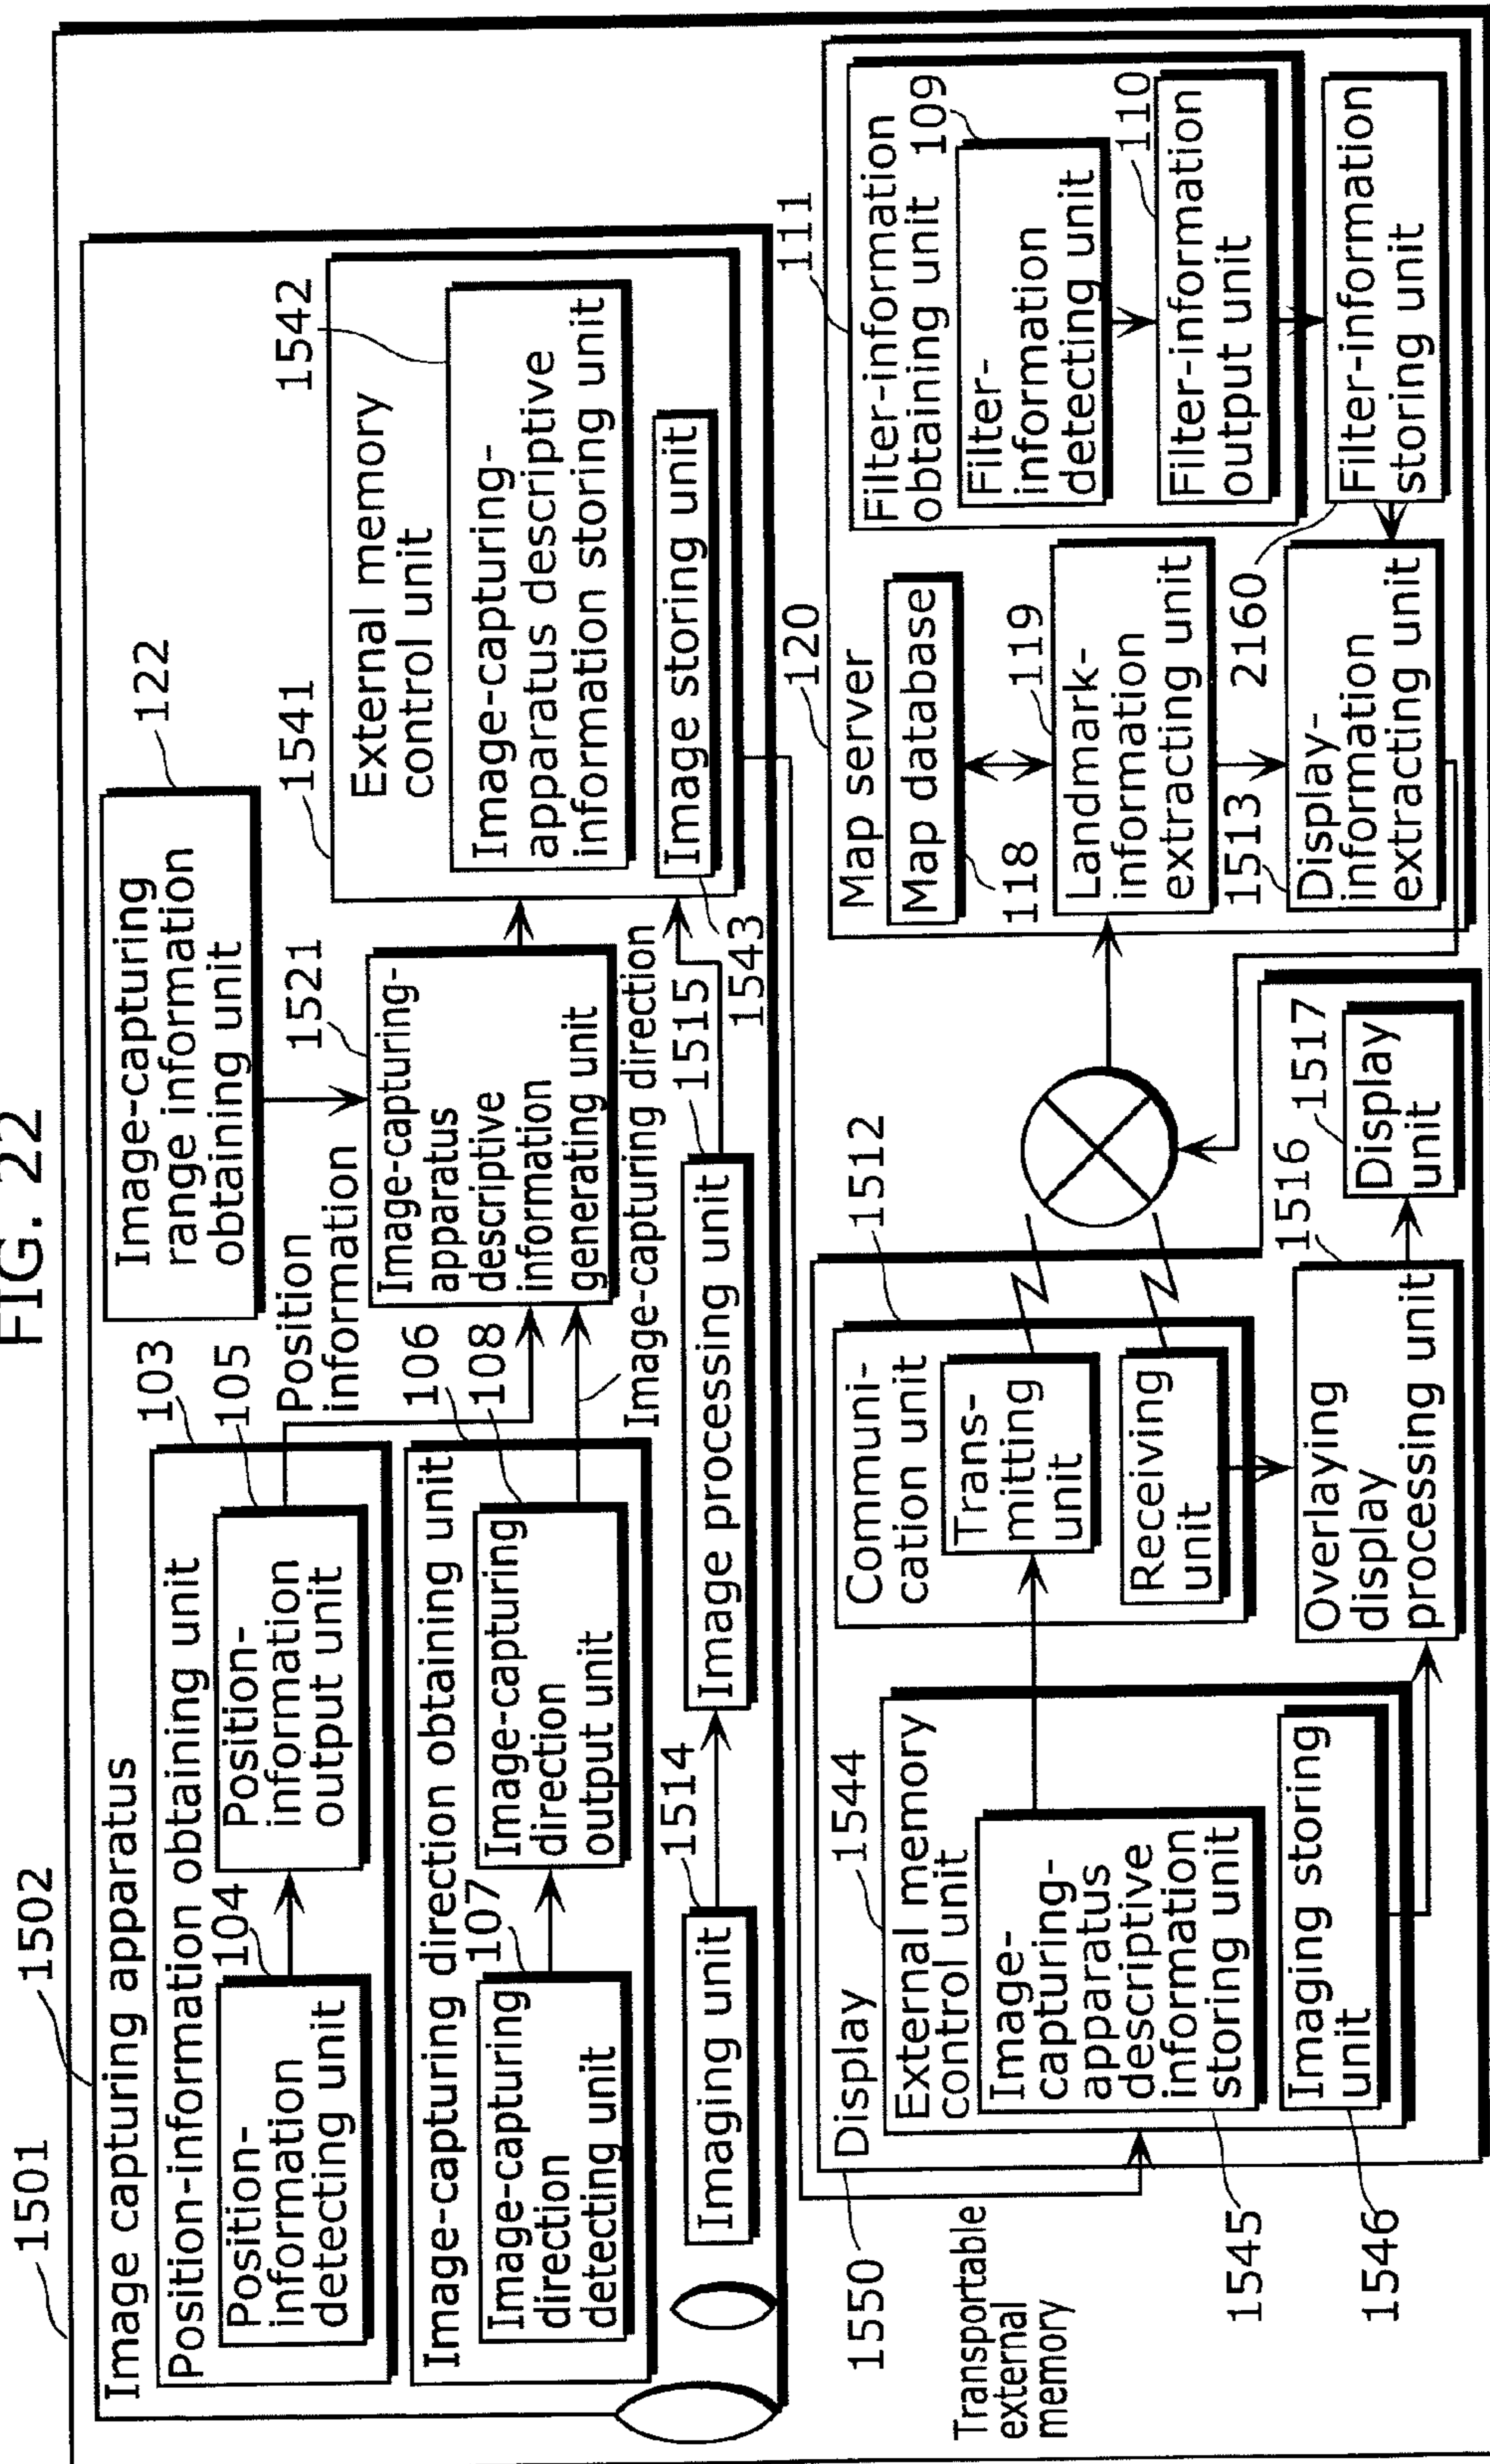 FIG. 22
1501
1502
Image capturing apparatus
Position-information obtaining unit
103
Position-
information
detecting unit
104
Position-
information
output unit
105
Position
information
Image-capturing
range information
obtaining unit
122
Image-capturing direction obtaining unit
106
Image-capturing
direction
detecting unit
107
Image-capturing
direction
output unit
108
Image-capturing direction
1521
Image-capturing-
apparatus
descriptive
information
generating unit
1541
External memory
control unit
1542
Image-capturing-
apparatus descriptive
information storing unit
Image storing unit
1543
Imaging unit
1514
Image processing unit
1515
Transportable
external
memory
1550
Display
1544
External memory
control unit
Image-
capturing-
apparatus
descriptive
information
storing unit
1545
Imaging storing
unit
1546
1512
Communi-
cation unit
Trans-
mitting
unit
Receiving
unit
Overlaying
display
processing unit
1516
Display
unit
1517
120
Map server
Map database
118
Landmark-
information
extracting unit
119
Display-
information
extracting unit
1513
111
Filter-information
obtaining unit
109
Filter-
information
detecting unit
110
Filter-information
output unit
Filter-information
storing unit
2160